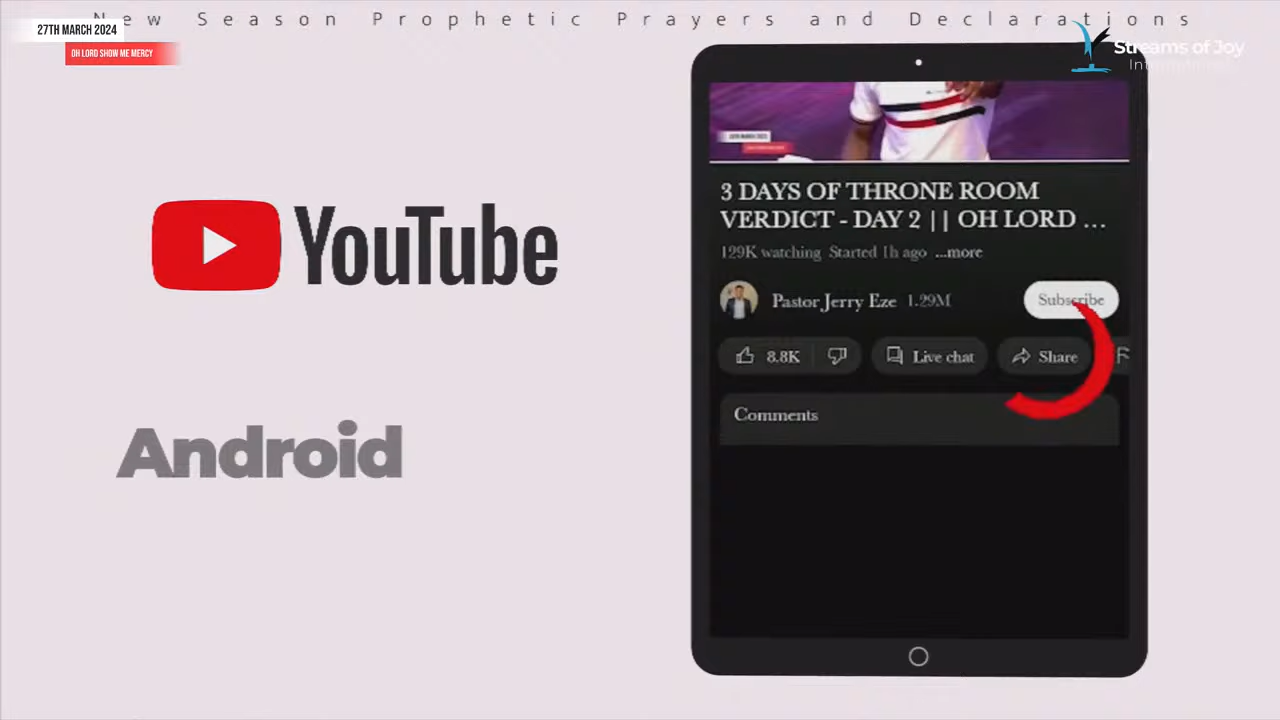 New Season Prophetic Prayers and Declarations
27TH MARCH 2024
OH LORD SHOW ME MERCY
Streams of Joy
International
3 DAYS OF THRONE ROOM
VERDICT - DAY 2 || OH LORD ...
129K watching Started 1h ago ...more
YouTube
Pastor Jerry Eze 1.29M
Subscribe
8.8K
Live chat
Share
Comments
Android